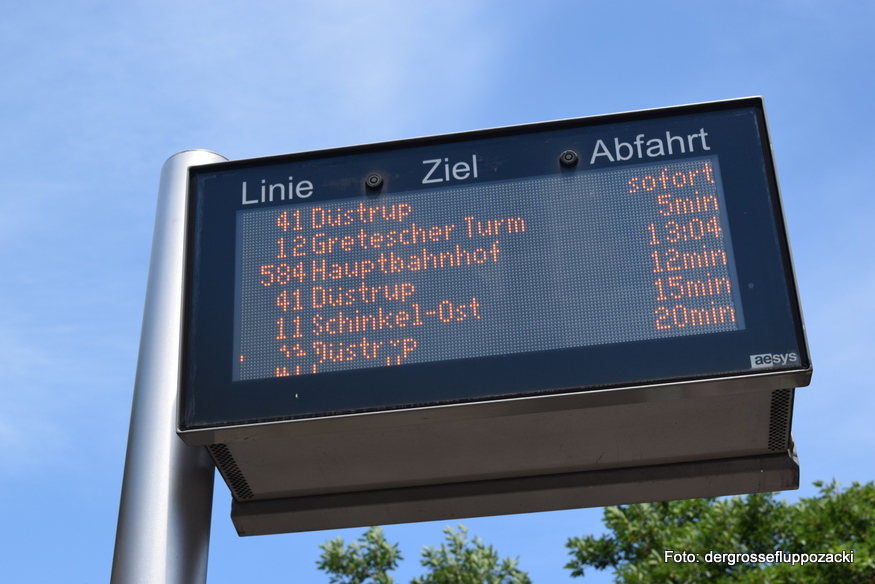 Linie Ziel Abfahrt
41 Düstrup sofort
12 Gretescher Turm 5min
584 Hauptbahnhof 13:04
41 Düstrup 12min
11 Schinkel-Ost 15min
Düstrup 20min
aesys
Foto: dergrossefluppozacki